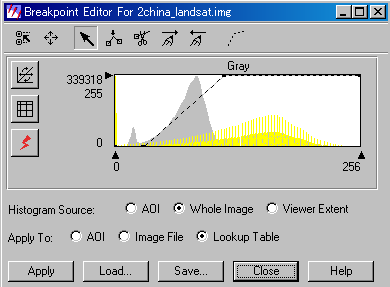 Breakpoint Editor For 2china_landsat.img
Gray
339318
255
0
0
256
Histogram Source: AOI Whole Image Viewer Extent
Apply To: AOI Image File Lookup Table
Apply Load... Save... Close Help